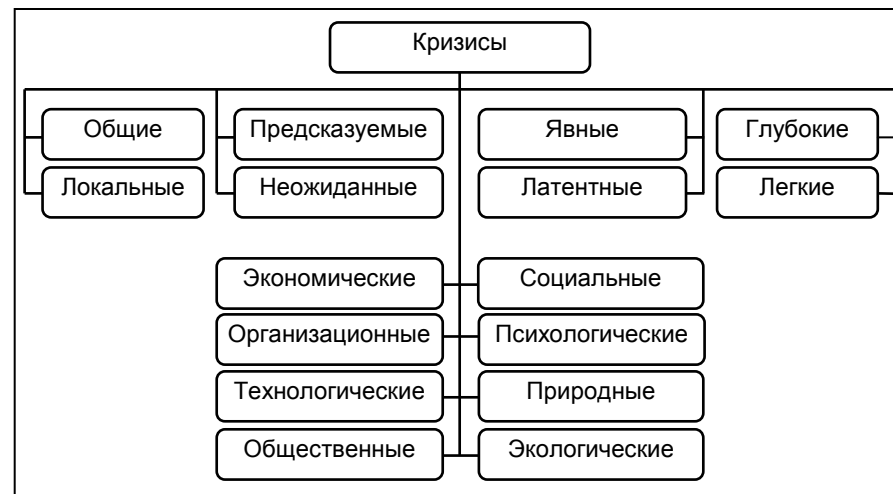 Кризисы
Общие
Предсказуемые
Явные
Глубокие
Локальные
Неожиданные
Латентные
Легкие
Экономические
Социальные
Организационные
Психологические
Технологические
Природные
Общественные
Экологические